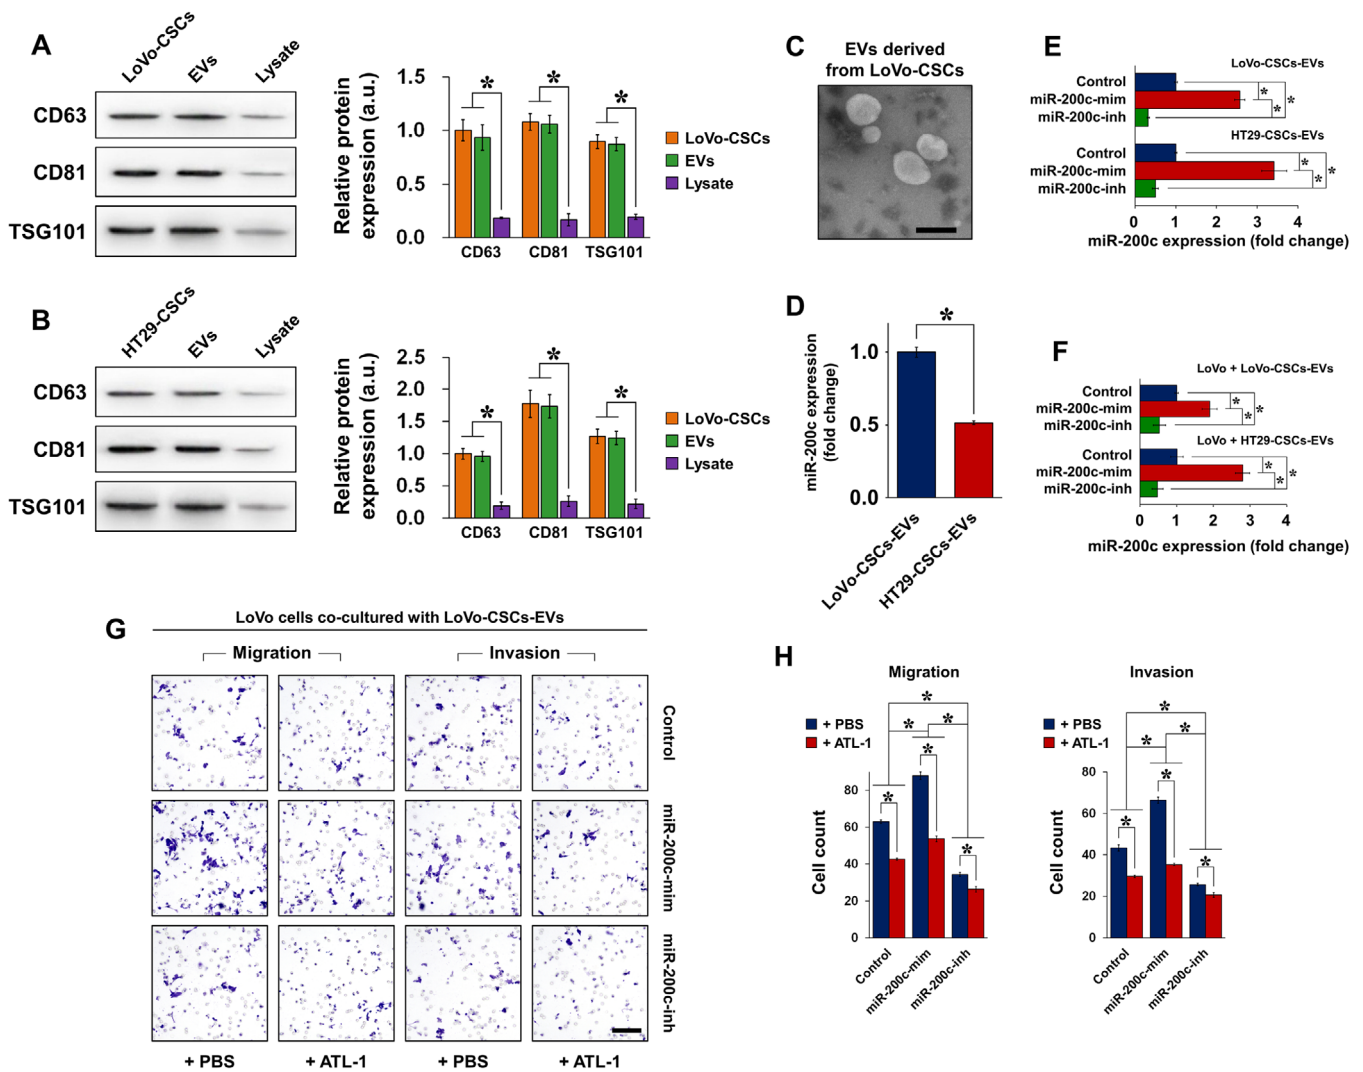 A
LoVo-CSCs
EVs
Lysate
CD63
CD81
TSG101
Relative protein
expression (a.u.)
1.5
1.0
0.5
0.0
*
*
*
CD63
CD81
TSG101
LoVo-CSCs
EVs
Lysate
B
HT29-CSCs
EVs
Lysate
CD63
CD81
TSG101
Relative protein
expression (a.u.)
2.5
2.0
1.5
1.0
0.5
0.0
*
*
*
CD63
CD81
TSG101
LoVo-CSCs
EVs
Lysate
C
EVs derived
from LoVo-CSCs
D
miR-200c expression
(fold change)
1.0
0.5
0.0
*
LoVo-CSCs-EVs
HT29-CSCs-EVs
E
LoVo-CSCs-EVs
Control
miR-200c-mim
miR-200c-inh
*
*
*
HT29-CSCs-EVs
Control
miR-200c-mim
miR-200c-inh
*
*
*
0 1 2 3 4
miR-200c expression (fold change)
F
LoVo + LoVo-CSCs-EVs
Control
miR-200c-mim
miR-200c-inh
*
*
*
LoVo + HT29-CSCs-EVs
Control
miR-200c-mim
miR-200c-inh
*
*
*
0 1 2 3 4
miR-200c expression (fold change)
G
LoVo cells co-cultured with LoVo-CSCs-EVs
Migration
Invasion
Control
miR-200c-mim
miR-200c-inh
+ PBS
+ ATL-1
+ PBS
+ ATL-1
H
Migration
+ PBS
+ ATL-1
*
*
*
*
*
*
Cell count
80
60
40
20
0
Control
miR-200c-mim
miR-200c-inh
Invasion
+ PBS
+ ATL-1
*
*
*
*
*
*
Cell count
80
60
40
20
0
Control
miR-200c-mim
miR-200c-inh